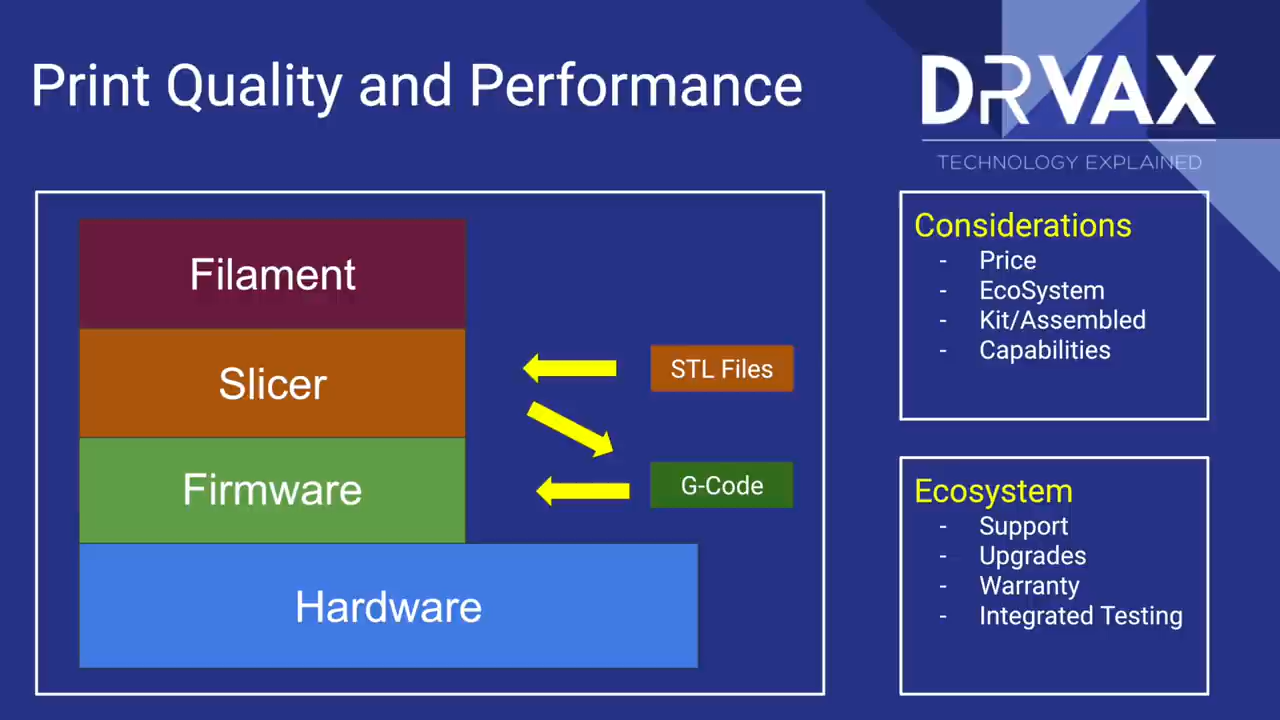 Print Quality and Performance
DRVAX
TECHNOLOGY EXPLAINED
Filament
Slicer
Firmware
Hardware
STL Files
G-Code
Considerations
- Price
- EcoSystem
- Kit/Assembled
- Capabilities
Ecosystem
- Support
- Upgrades
- Warranty
- Integrated Testing